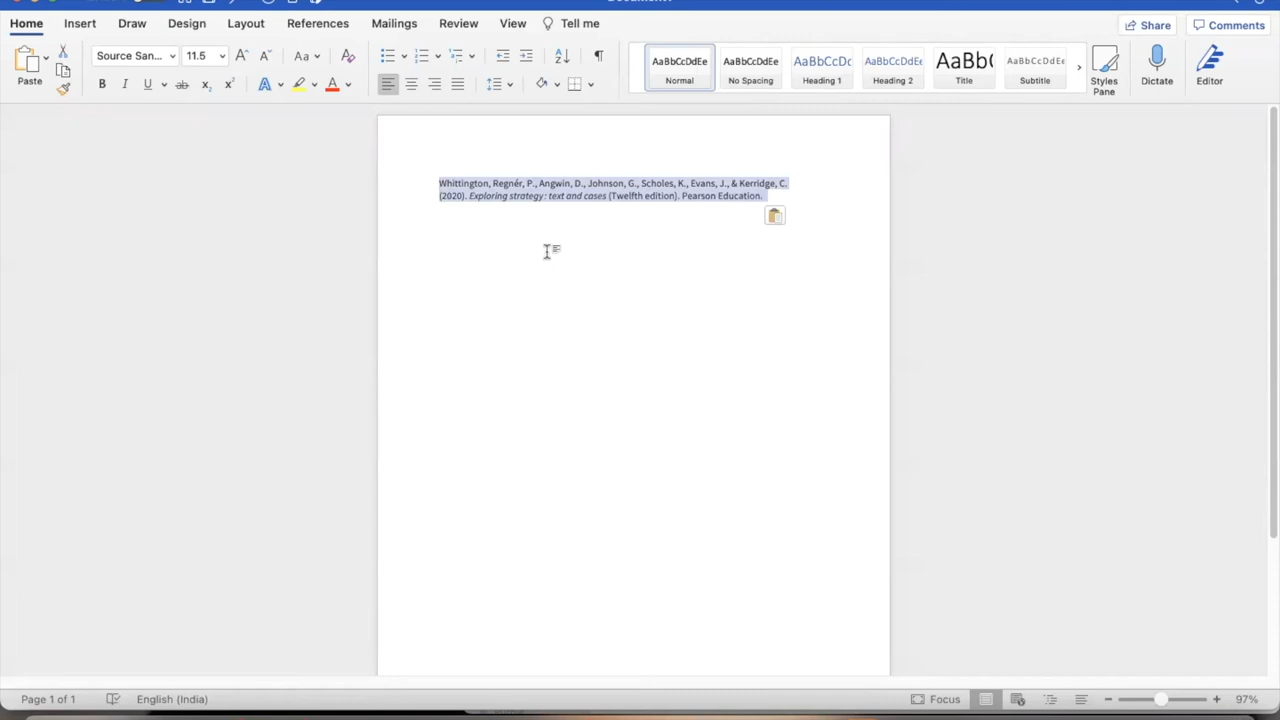 Home Insert Draw Design Layout References Mailings Review View Tell me
Share Comments
Paste
Source San... 11.5
Aa
AaBbCcDdEe AaBbCcDdEe AaBbCcDc AaBbCcDdEe AaBb( AaBbCcDdEe
Normal No Spacing Heading 1 Heading 2 Title Subtitle
Styles Pane
Dictate
Editor
Whittington, Regnér, P., Angwin, D., Johnson, G., Scholes, K., Evans, J., & Kerridge, C.
(2020). Exploring strategy: text and cases (Twelfth edition). Pearson Education.
Page 1 of 1 English (India) Focus 97%